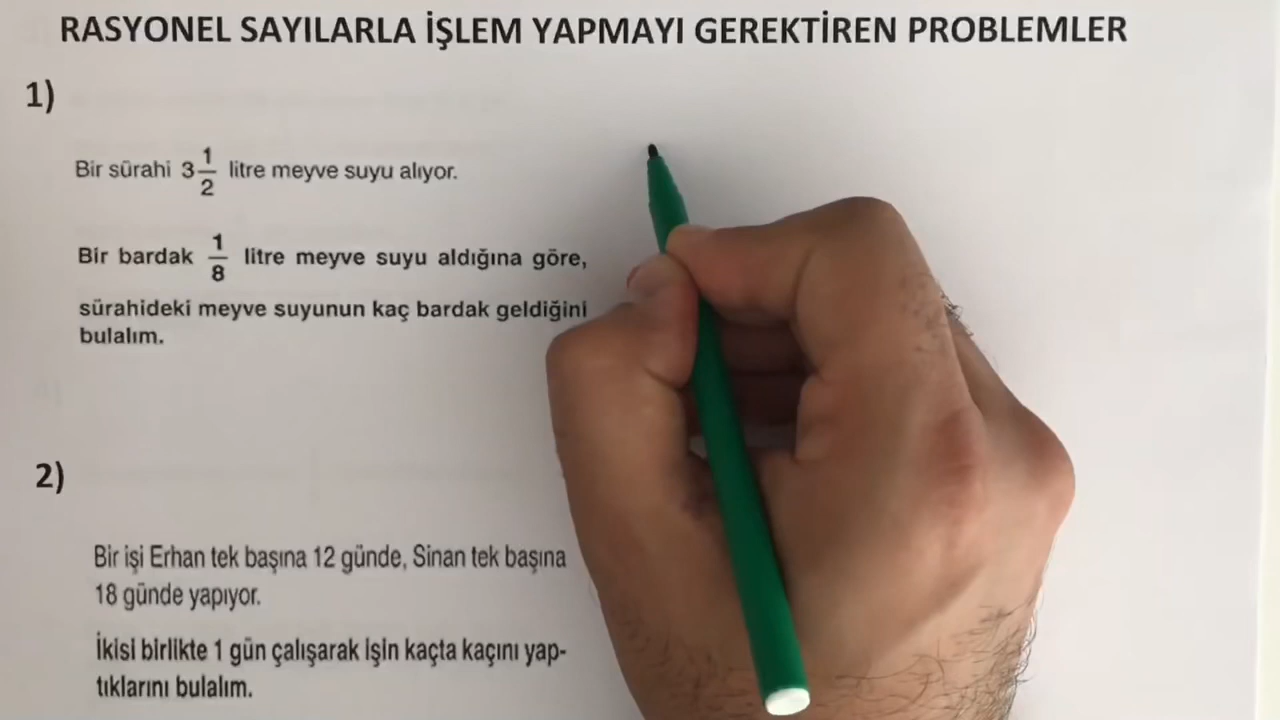 RASYONEL SAYILARLA İŞLEM YAPMAYI GEREKTİREN PROBLEMLER
1)
Bir sürahi 3 1/2 litre meyve suyu alıyor.
Bir bardak 1/8 litre meyve suyu aldığına göre,
sürahideki meyve suyunun kaç bardak geldiğini
bulalım.
2)
Bir işi Erhan tek başına 12 günde, Sinan tek başına
18 günde yapıyor.
İkisi birlikte 1 gün çalışarak işin kaçta kaçını yap-
tıklarını bulalım.